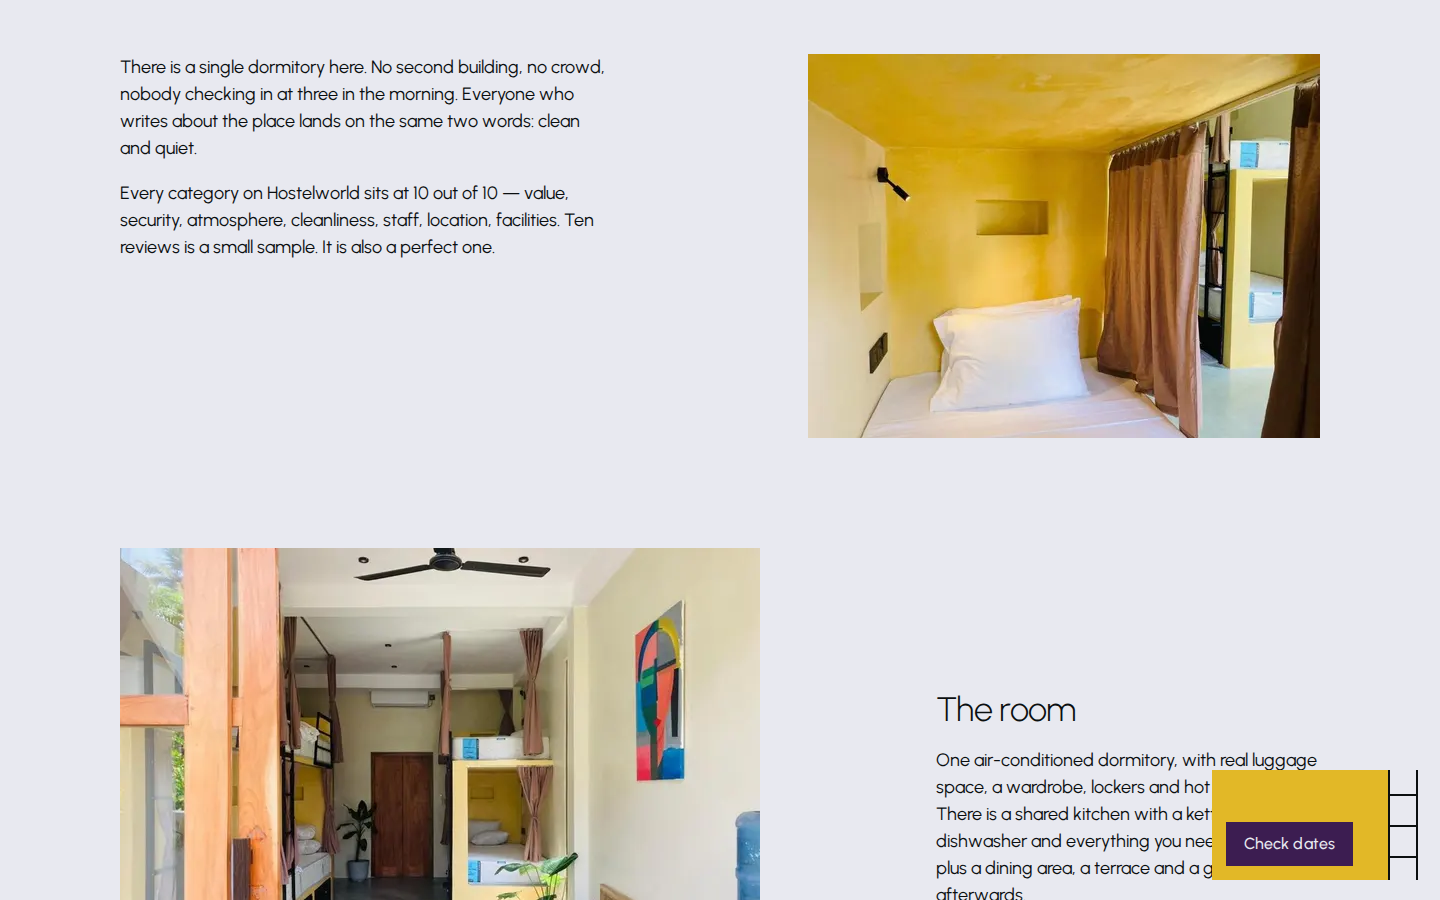 There is a single dormitory here. No second building, no crowd,
nobody checking in at three in the morning. Everyone who
writes about the place lands on the same two words: clean
and quiet.
Every category on Hostelworld sits at 10 out of 10 — value,
security, atmosphere, cleanliness, staff, location, facilities. Ten
reviews is a small sample. It is also a perfect one.
The room
One air-conditioned dormitory, with real luggage
space, a wardrobe, lockers and hot
There is a shared kitchen with a
dishwasher and everything you
plus a dining area, a terrace and a
afterwards.
Check dates